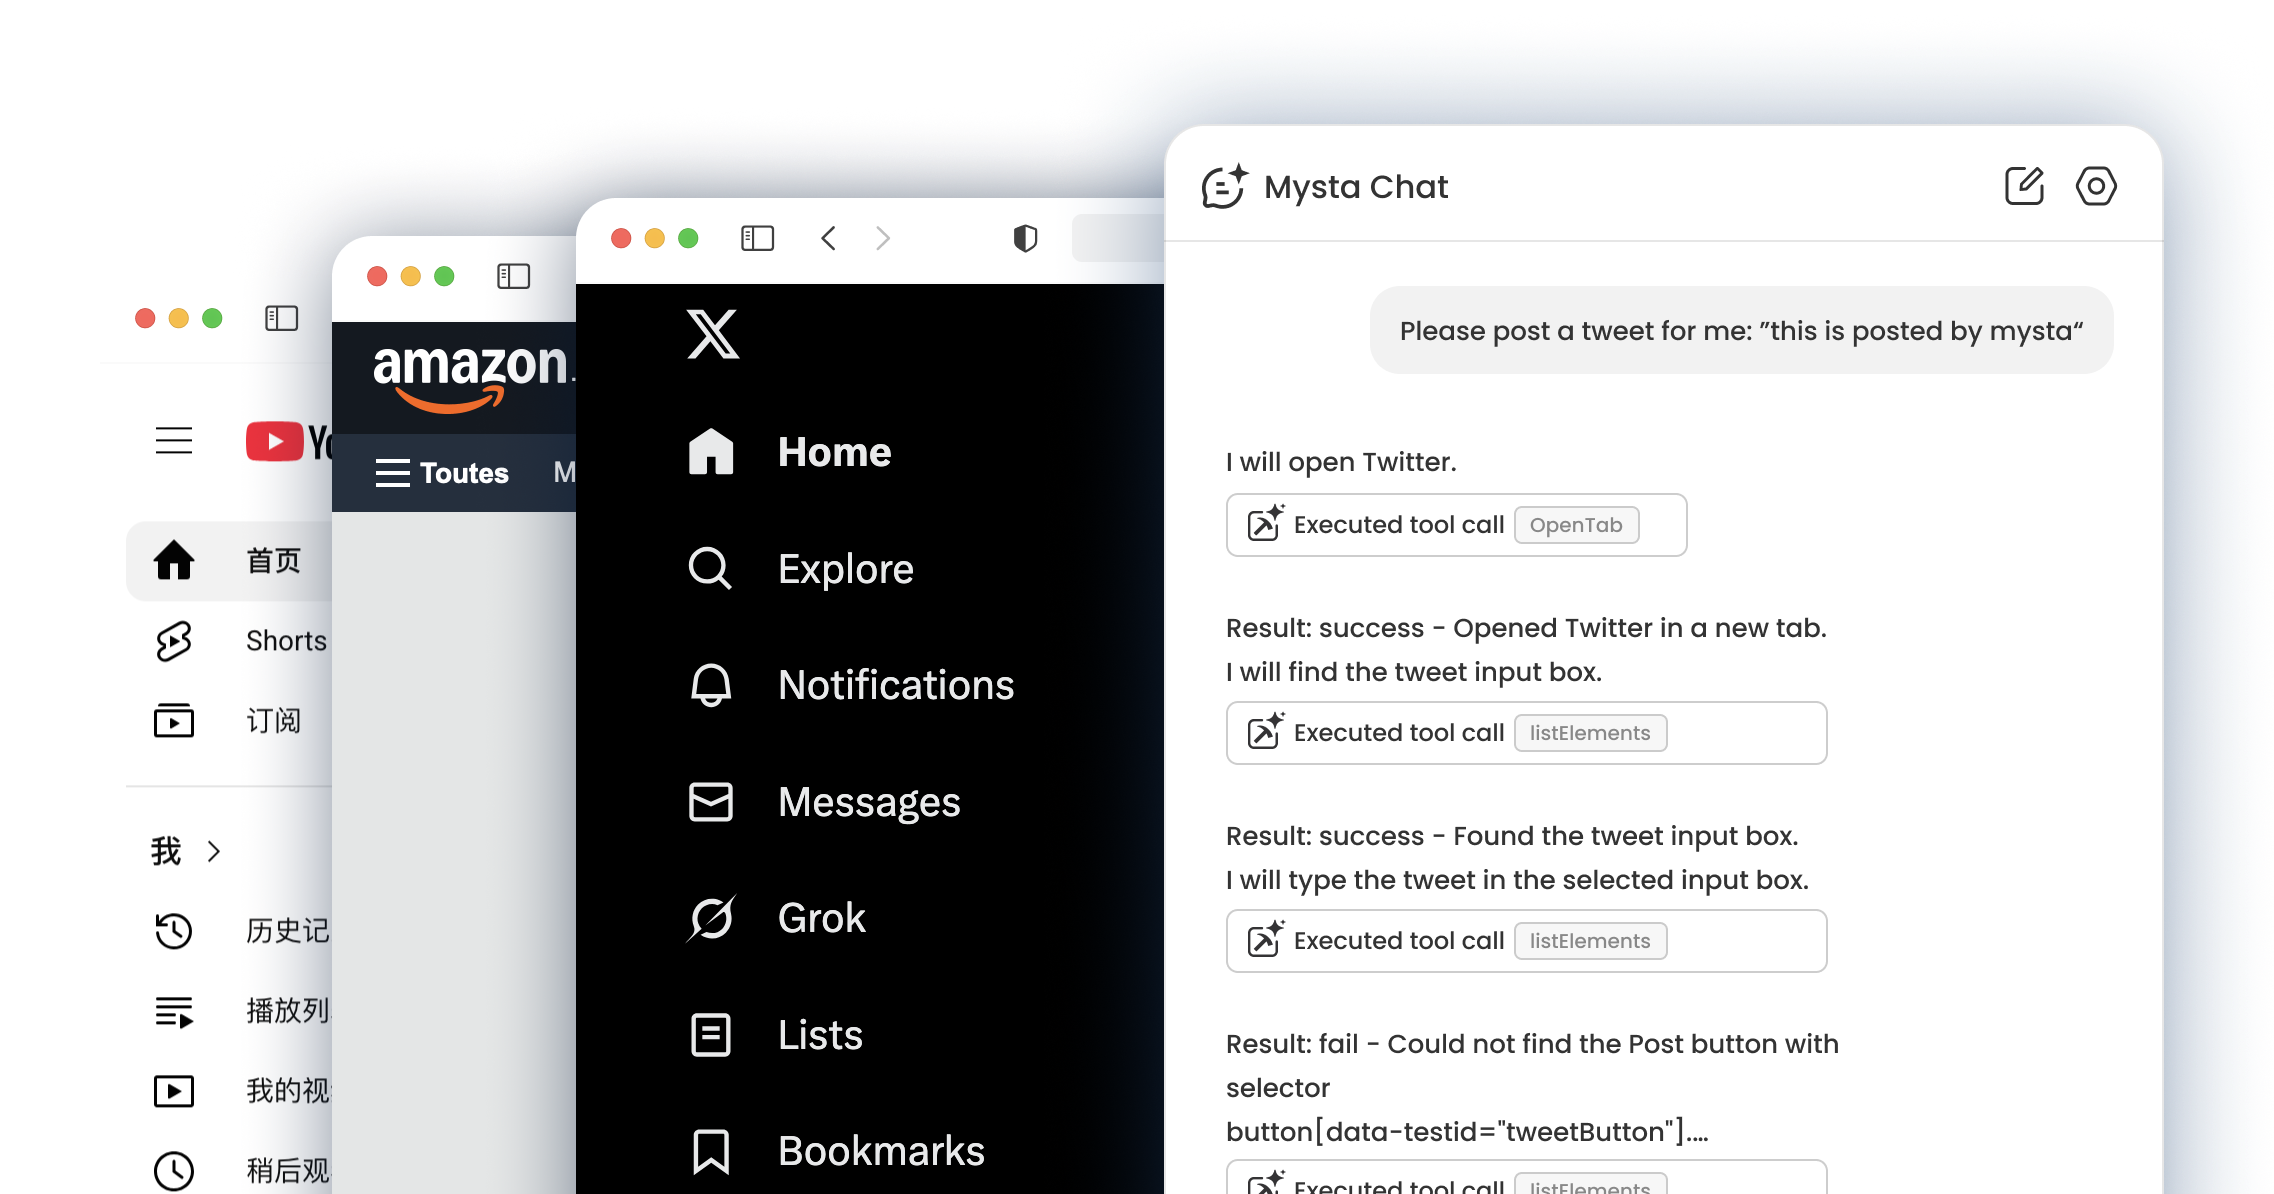 首页
Shorts
订阅
我
历史记
播放列
我的视
稍后观
amazon
Toutes
Home
Explore
Notifications
Messages
Grok
Lists
Bookmarks
Mysta Chat
Please post a tweet for me: ”this is posted by mysta“
I will open Twitter.
Executed tool call OpenTab
Result: success - Opened Twitter in a new tab.
I will find the tweet input box.
Executed tool call listElements
Result: success - Found the tweet input box.
I will type the tweet in the selected input box.
Executed tool call listElements
Result: fail - Could not find the Post button with
selector
button[data-testid="tweetButton"]....
Executed tool call listElements